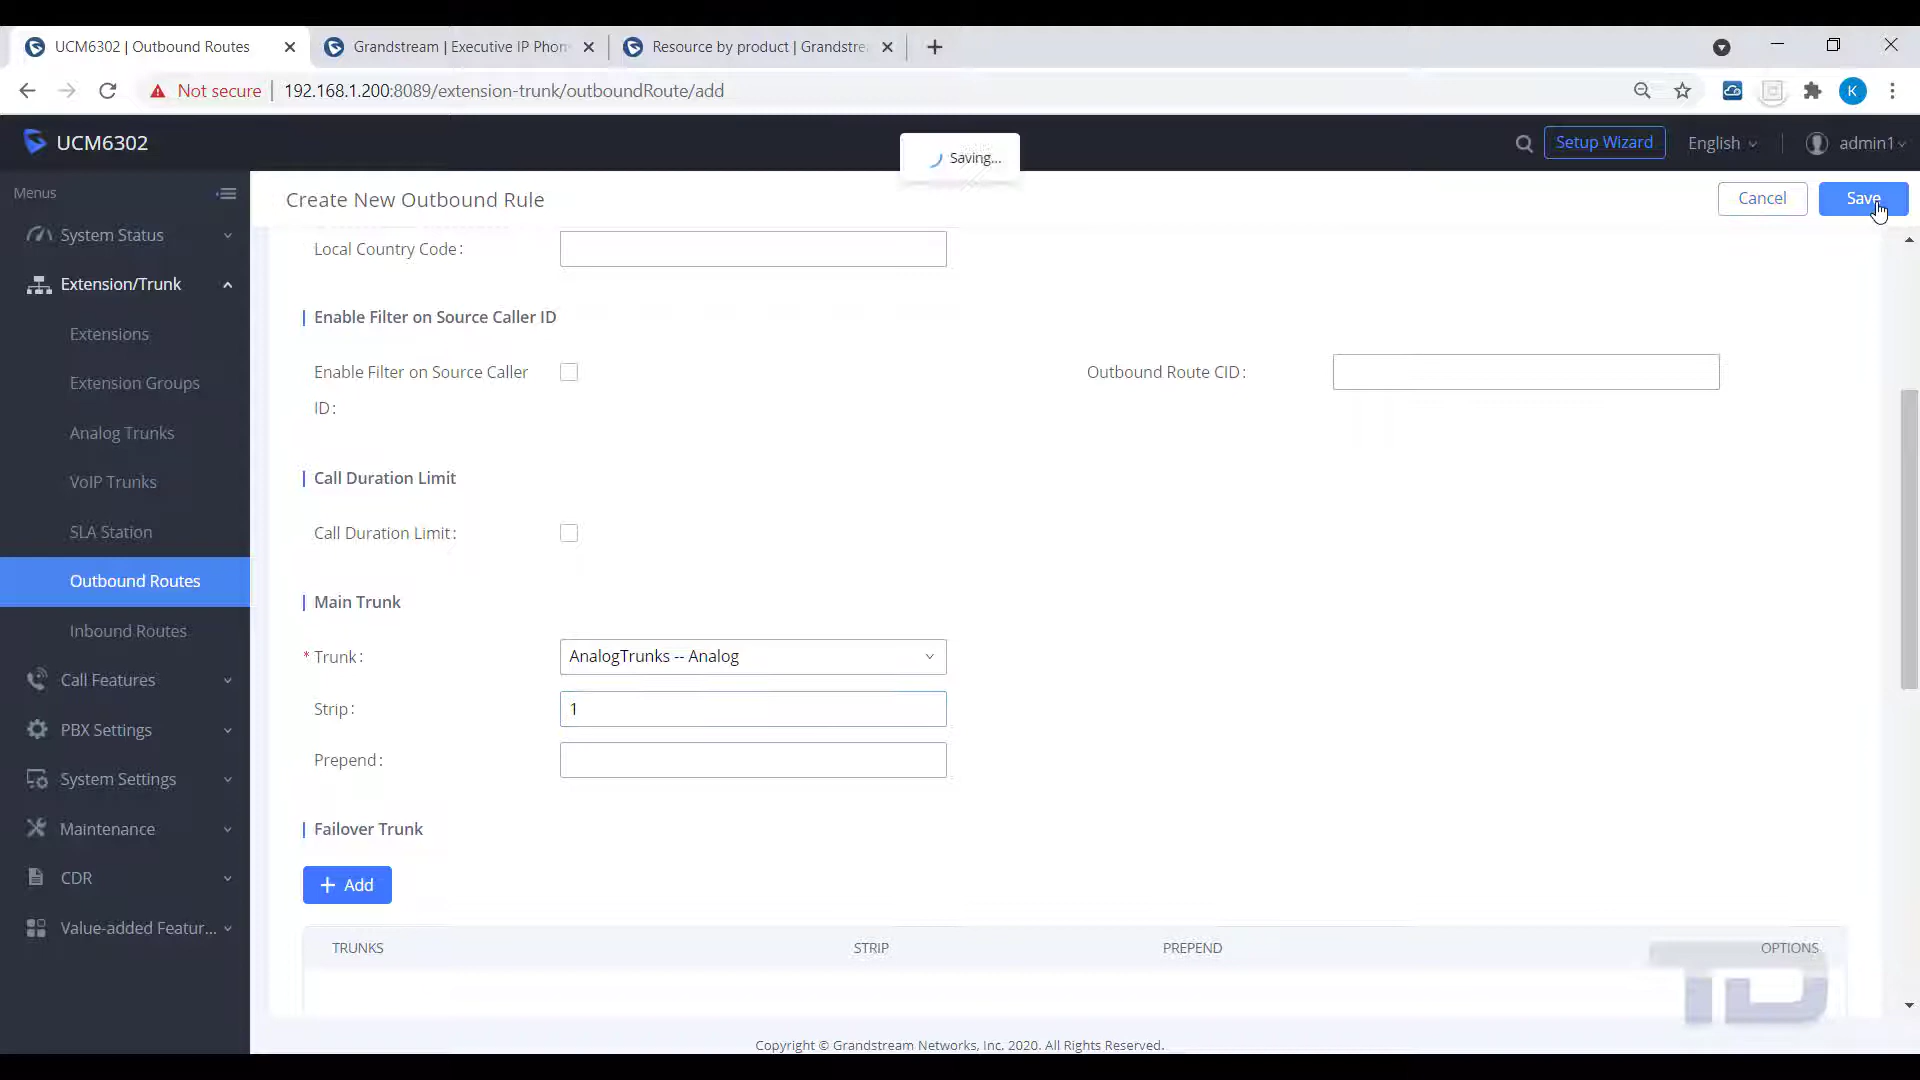 UCM6302 | Outbound Routes
Grandstream | Executive IP Phon
Resource by product | Grandstre
Not secure | 192.168.1.200:8089/extension-trunk/outboundRoute/add
K
UCM6302
Saving...
Setup Wizard
English
admin1
Menus
Create New Outbound Rule
Cancel
Save
System Status
Extension/Trunk
Extensions
Extension Groups
Analog Trunks
VoIP Trunks
SLA Station
Outbound Routes
Inbound Routes
Call Features
PBX Settings
System Settings
Maintenance
CDR
Value-added Featur...
Local Country Code:
Enable Filter on Source Caller ID
Enable Filter on Source Caller
ID:
Outbound Route CID:
Call Duration Limit
Call Duration Limit:
Main Trunk
* Trunk:
AnalogTrunks -- Analog
Strip:
1
Prepend:
Failover Trunk
+ Add
TRUNKS
STRIP
PREPEND
OPTIONS
TD
Copyright © Grandstream Networks, Inc. 2020. All Rights Reserved.